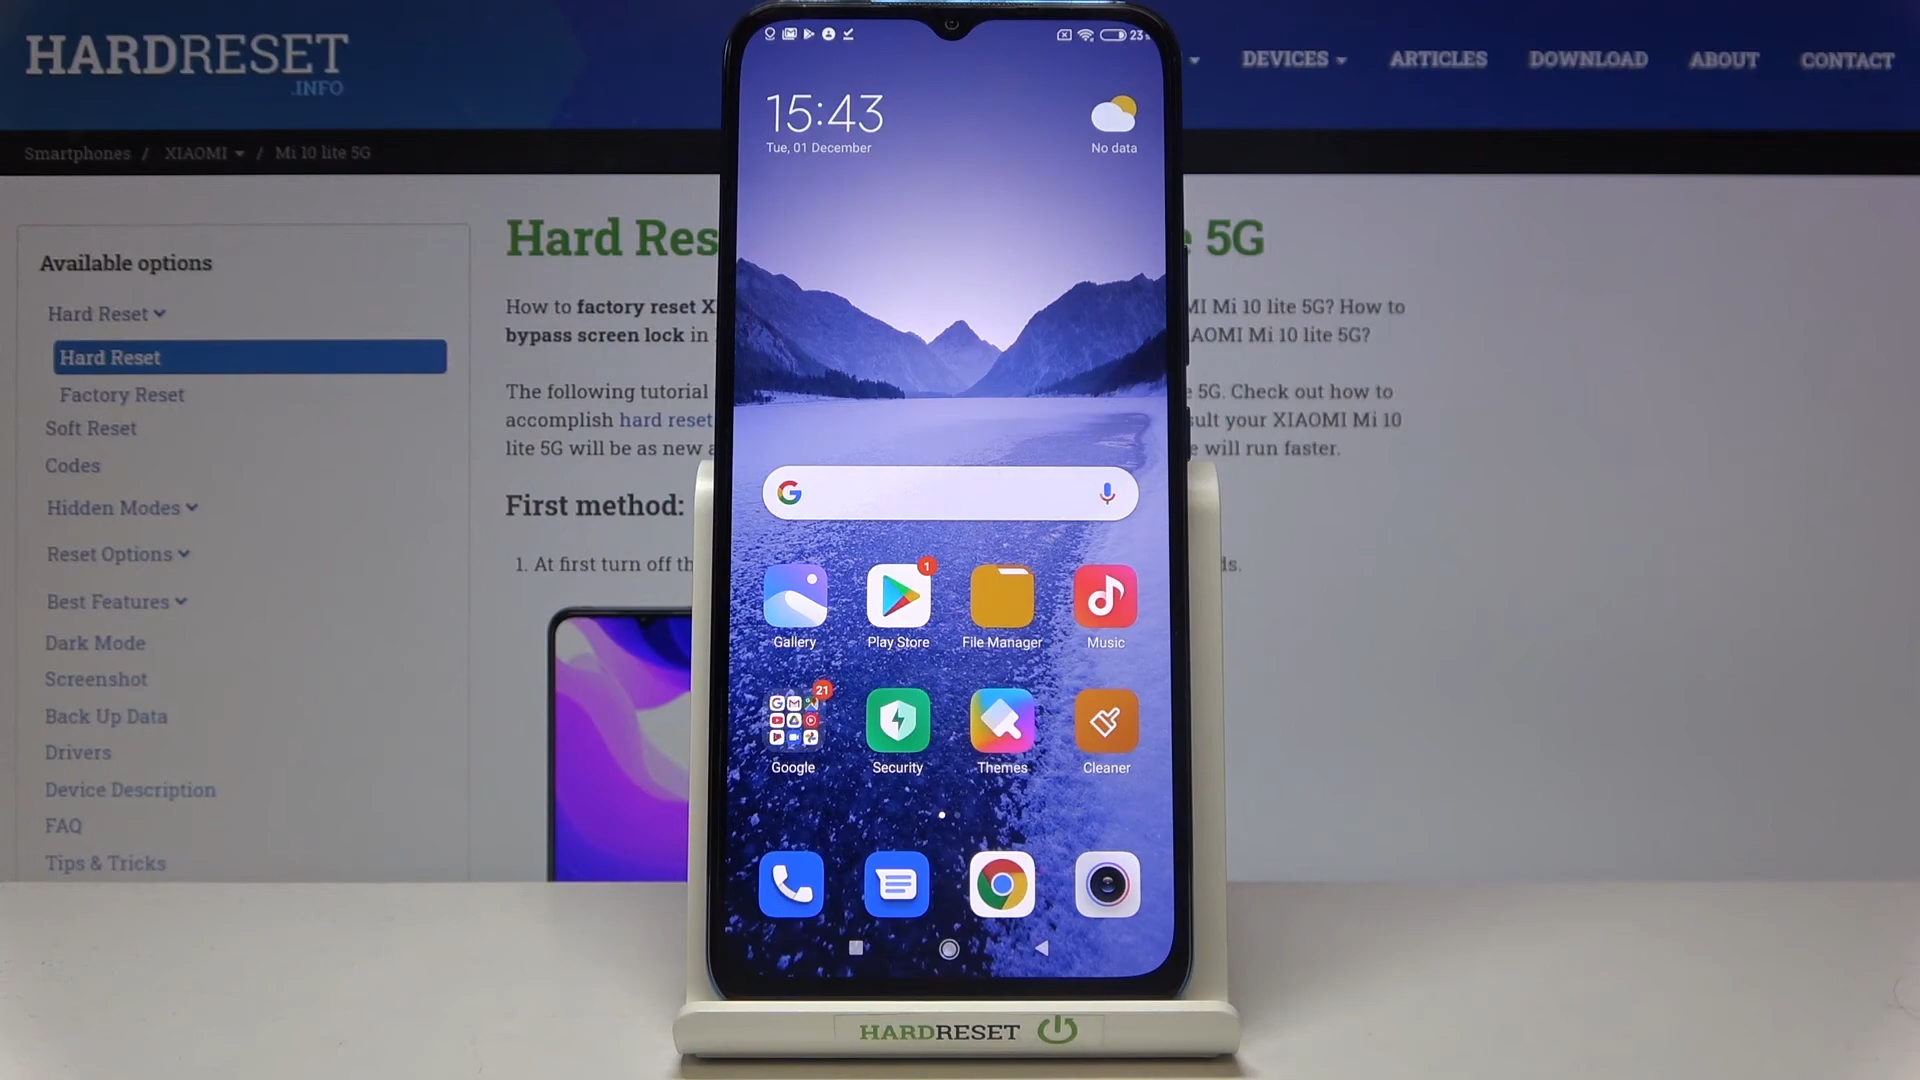 HARDRESET
.INFO
DEVICES
ARTICLES
DOWNLOAD
ABOUT
CONTACT
Smartphones / XIAOMI / Mi 10 lite 5G
Available options
Hard Reset
Hard Reset
Factory Reset
Soft Reset
Codes
Hidden Modes
Reset Options
Best Features
Dark Mode
Screenshot
Back Up Data
Drivers
Device Description
FAQ
Tips & Tricks
Hard Res
5G
How to factory reset X
MI Mi 10 lite 5G? How to
bypass screen lock in
AOMI Mi 10 lite 5G?
The following tutorial
5G. Check out how to
accomplish hard reset
sult your XIAOMI Mi 10
lite 5G will be as new a
will run faster.
First method:
1. At first turn off th
ds.
23
15:43
Tue, 01 December
No data
G
1
Gallery
Play Store
File Manager
Music
21
Google
Security
Themes
Cleaner
HARDRESET